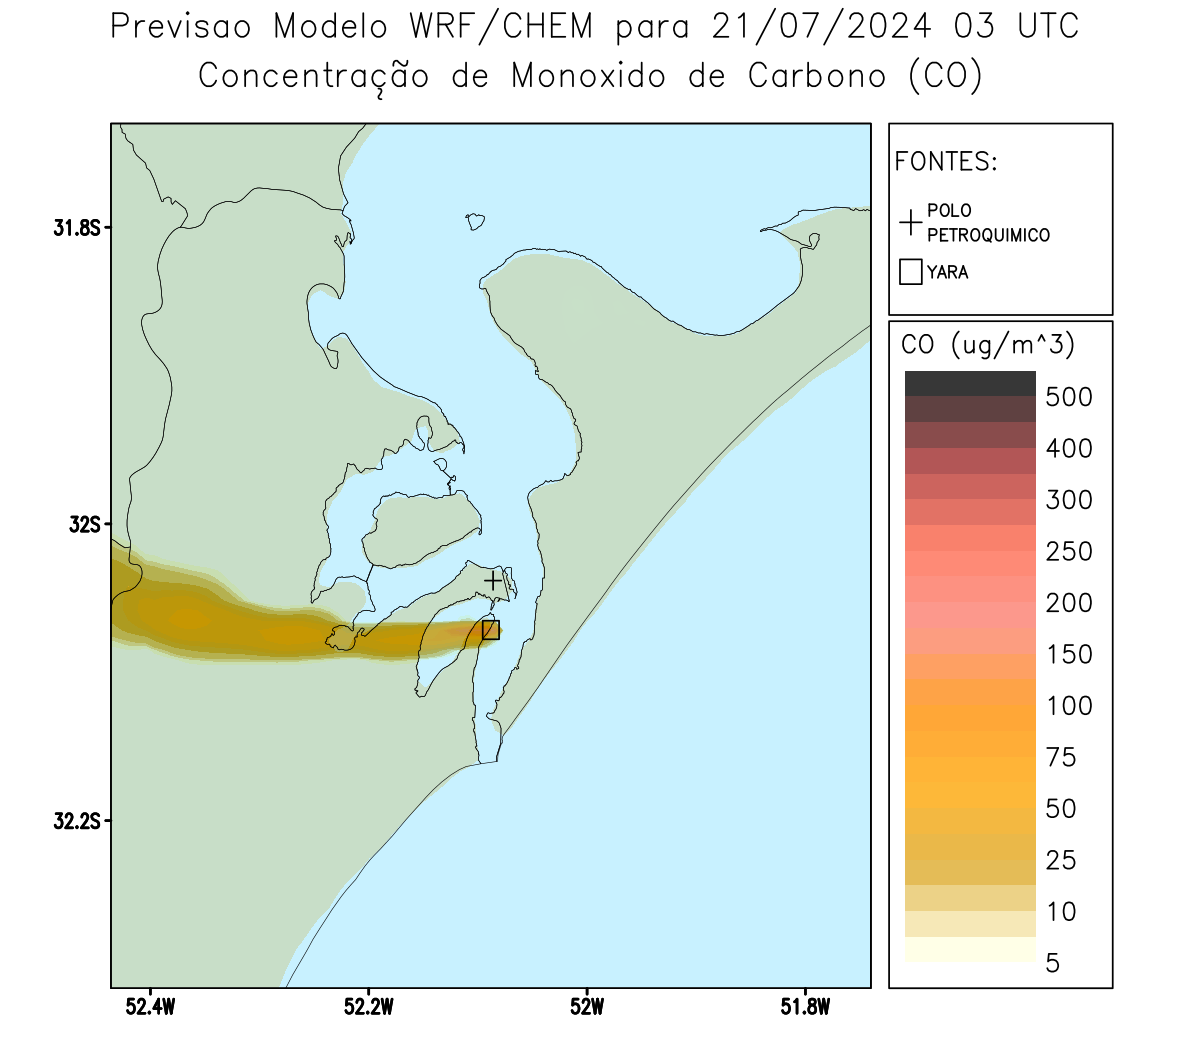 Previsao Modelo WRF/CHEM para 21/07/2024 03 UTC
Concentração de Monoxido de Carbono (CO)
FONTES:
POLO
PETROQUIMICO
YARA
CO (ug/m^3)
500
400
300
250
200
150
100
75
50
25
10
5
31.8S
32S
32.2S
52.4W
52.2W
52W
51.8W